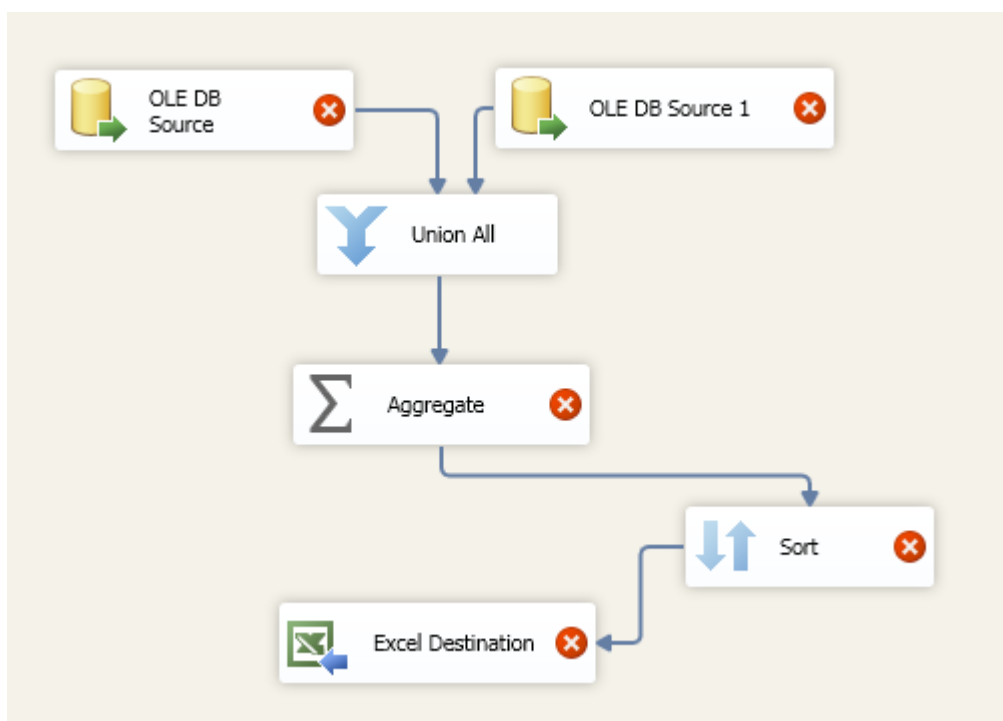 OLE DB
Source
OLE DB Source 1
Union All
Aggregate
Sort
Excel Destination